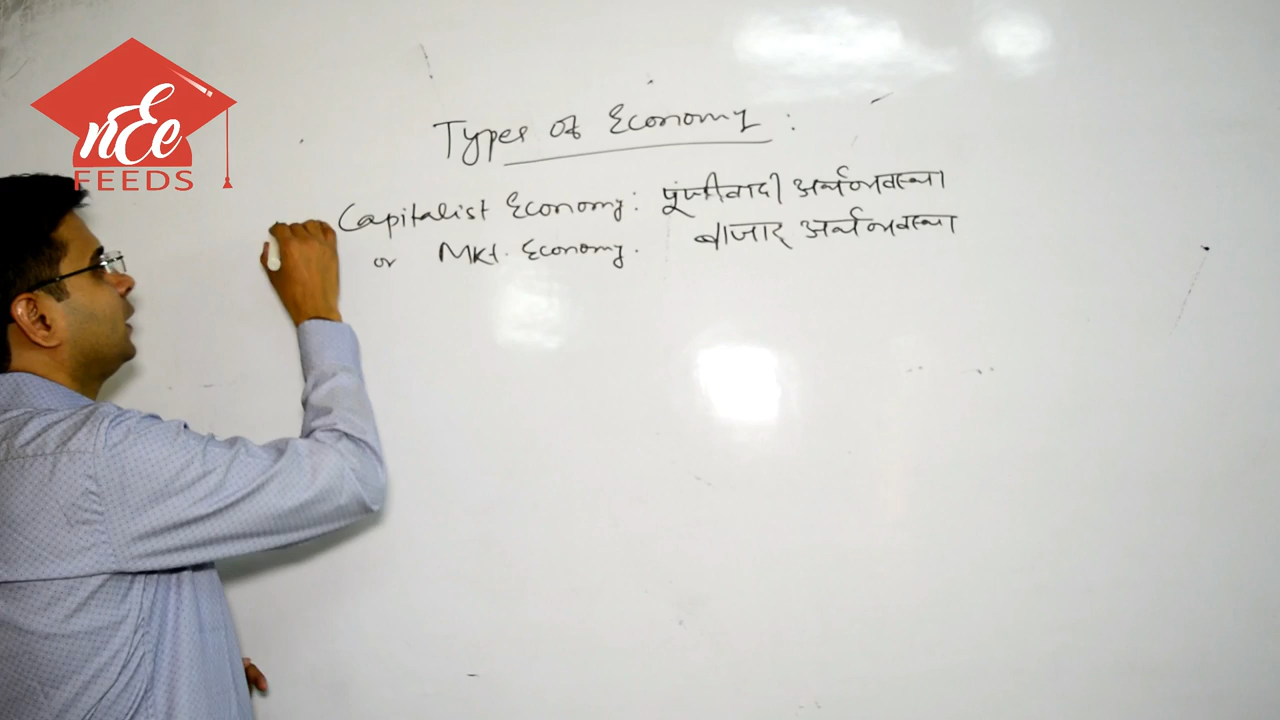 nEe
FEEDS
Types of Economy :
Capitalist Economy : पूंजीवादी अर्थव्यवस्था
or Mkt. Economy. बाजार अर्थव्यवस्था